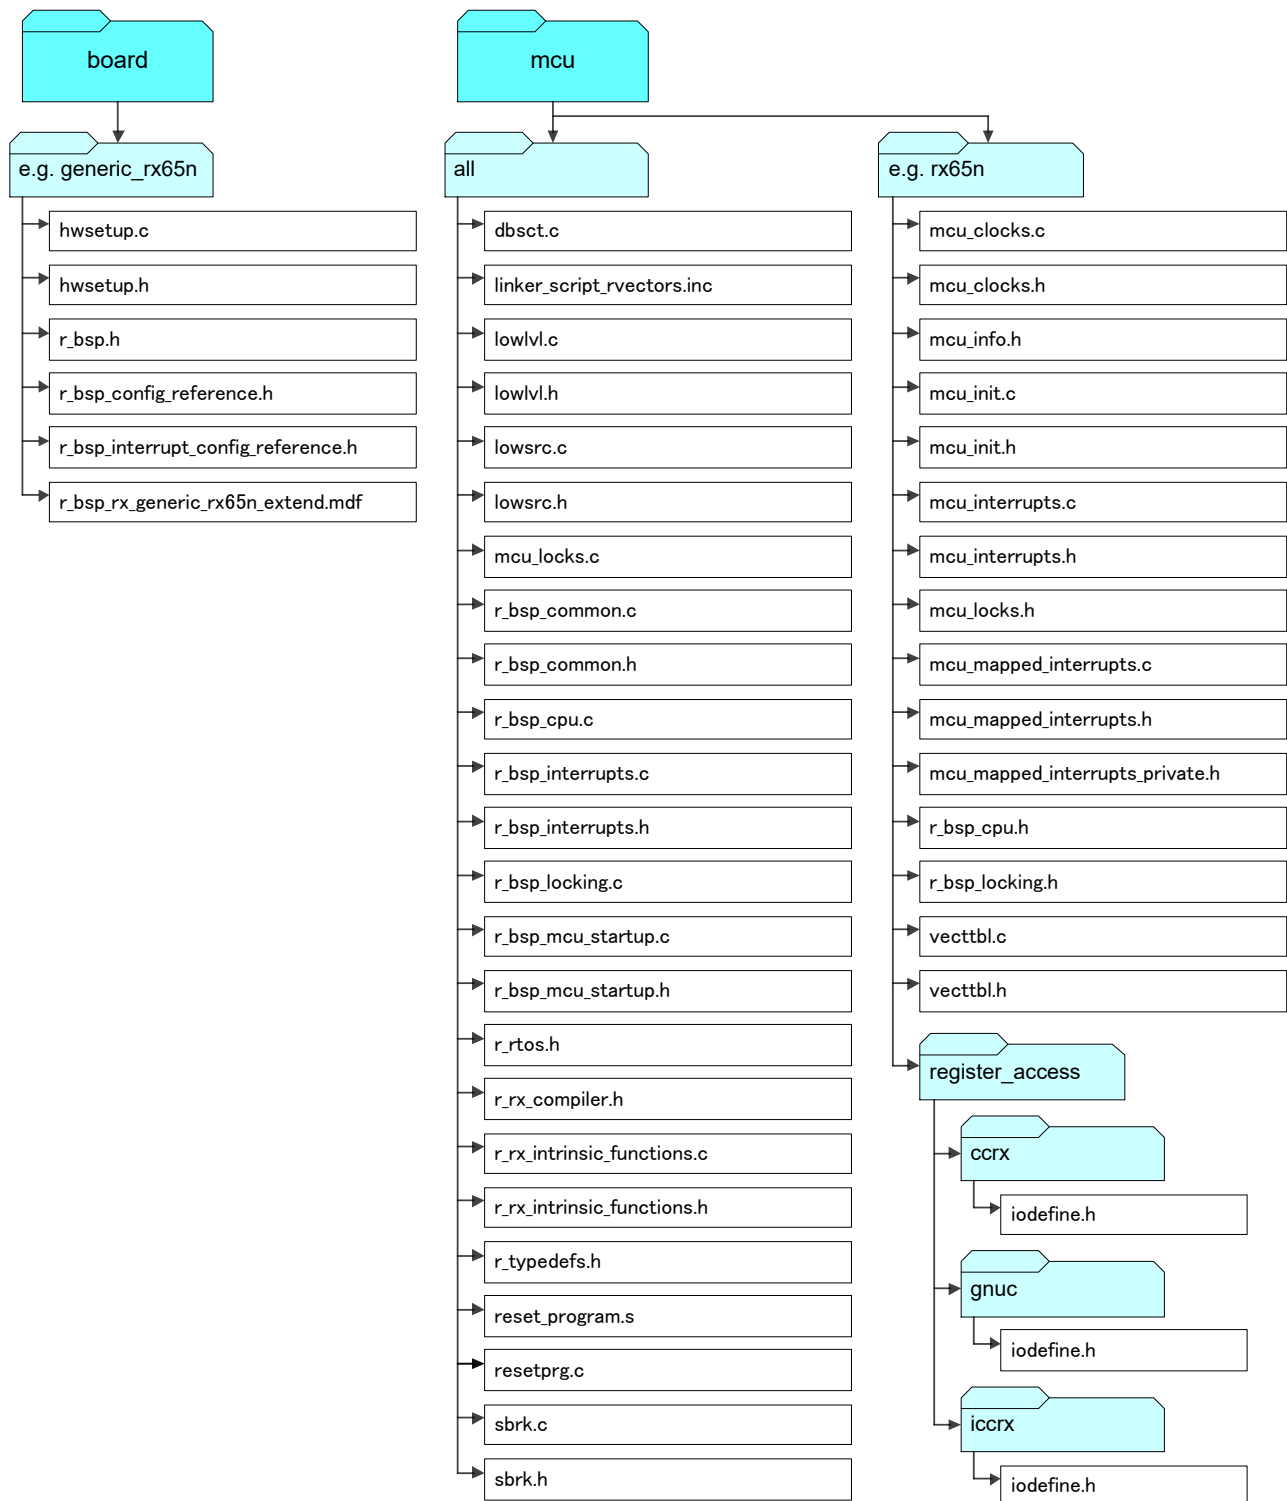 board
e.g. generic_rx65n
hwsetup.c
hwsetup.h
r_bsp.h
r_bsp_config_reference.h
r_bsp_interrupt_config_reference.h
r_bsp_rx_generic_rx65n_extend.mdf
mcu
all
dbsct.c
linker_script_rvectors.inc
lowlvl.c
lowlvl.h
lowsrc.c
lowsrc.h
mcu_locks.c
r_bsp_common.c
r_bsp_common.h
r_bsp_cpu.c
r_bsp_interrupts.c
r_bsp_interrupts.h
r_bsp_locking.c
r_bsp_mcu_startup.c
r_bsp_mcu_startup.h
r_rtos.h
r_rx_compiler.h
r_rx_intrinsic_functions.c
r_rx_intrinsic_functions.h
r_typedefs.h
reset_program.s
resetprg.c
sbrk.c
sbrk.h
e.g. rx65n
mcu_clocks.c
mcu_clocks.h
mcu_info.h
mcu_init.c
mcu_init.h
mcu_interrupts.c
mcu_interrupts.h
mcu_locks.h
mcu_mapped_interrupts.c
mcu_mapped_interrupts.h
mcu_mapped_interrupts_private.h
r_bsp_cpu.h
r_bsp_locking.h
vecttbl.c
vecttbl.h
register_access
ccrx
iodefine.h
gnuc
iodefine.h
iccrx
iodefine.h